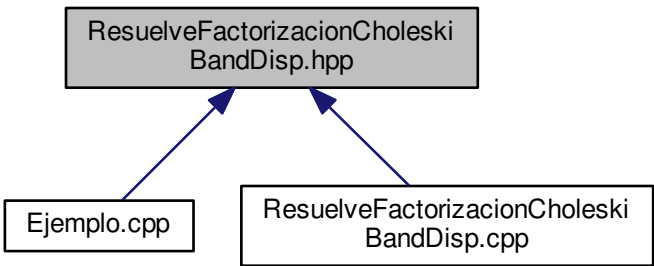 ResuelveFactorizacionCholeski
BandDisp.hpp
Ejemplo.cpp
ResuelveFactorizacionCholeski
BandDisp.cpp